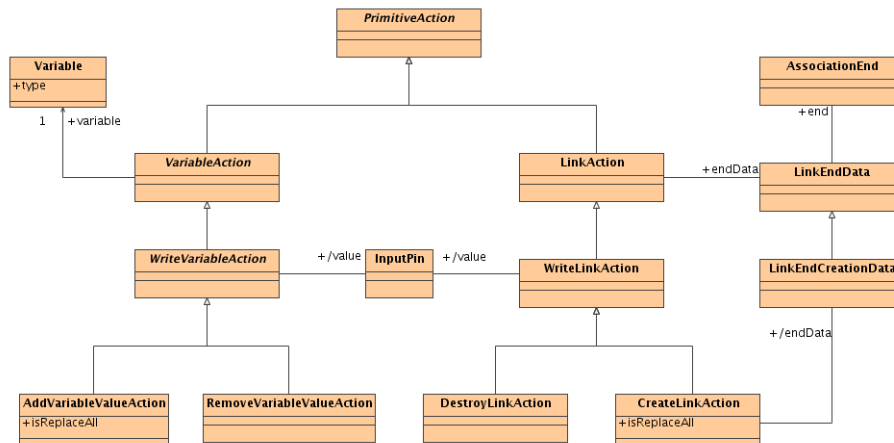 PrimitiveAction
Variable
+type
AssociationEnd
1
+variable
+end
VariableAction
LinkAction
+endData
LinkEndData
WriteVariableAction
+/value
InputPin
+/value
WriteLinkAction
LinkEndCreationData
+/endData
AddVariableValueAction
+isReplaceAll
RemoveVariableValueAction
DestroyLinkAction
CreateLinkAction
+isReplaceAll